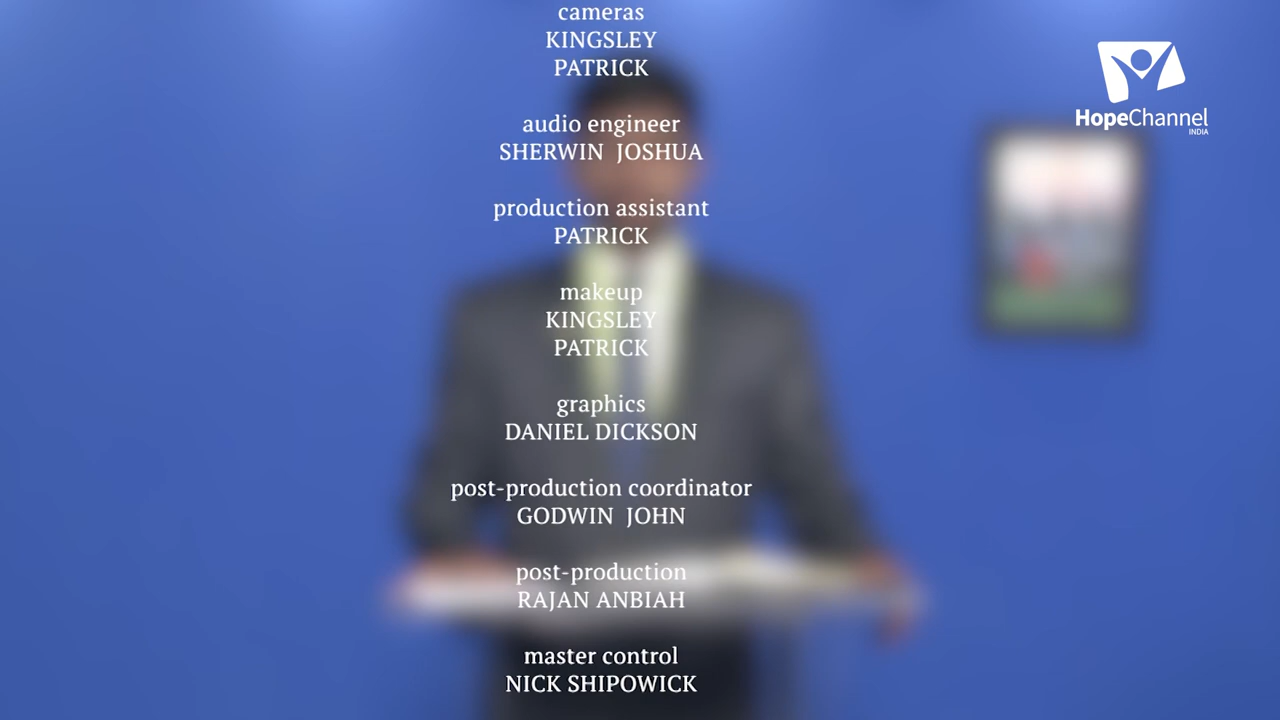 cameras
KINGSLEY
PATRICK
audio engineer
SHERWIN JOSHUA
production assistant
PATRICK
makeup
KINGSLEY
PATRICK
graphics
DANIEL DICKSON
post-production coordinator
GODWIN JOHN
post-production
RAJAN ANBIAH
master control
NICK SHIPOWICK
HopeChannel
INDIA